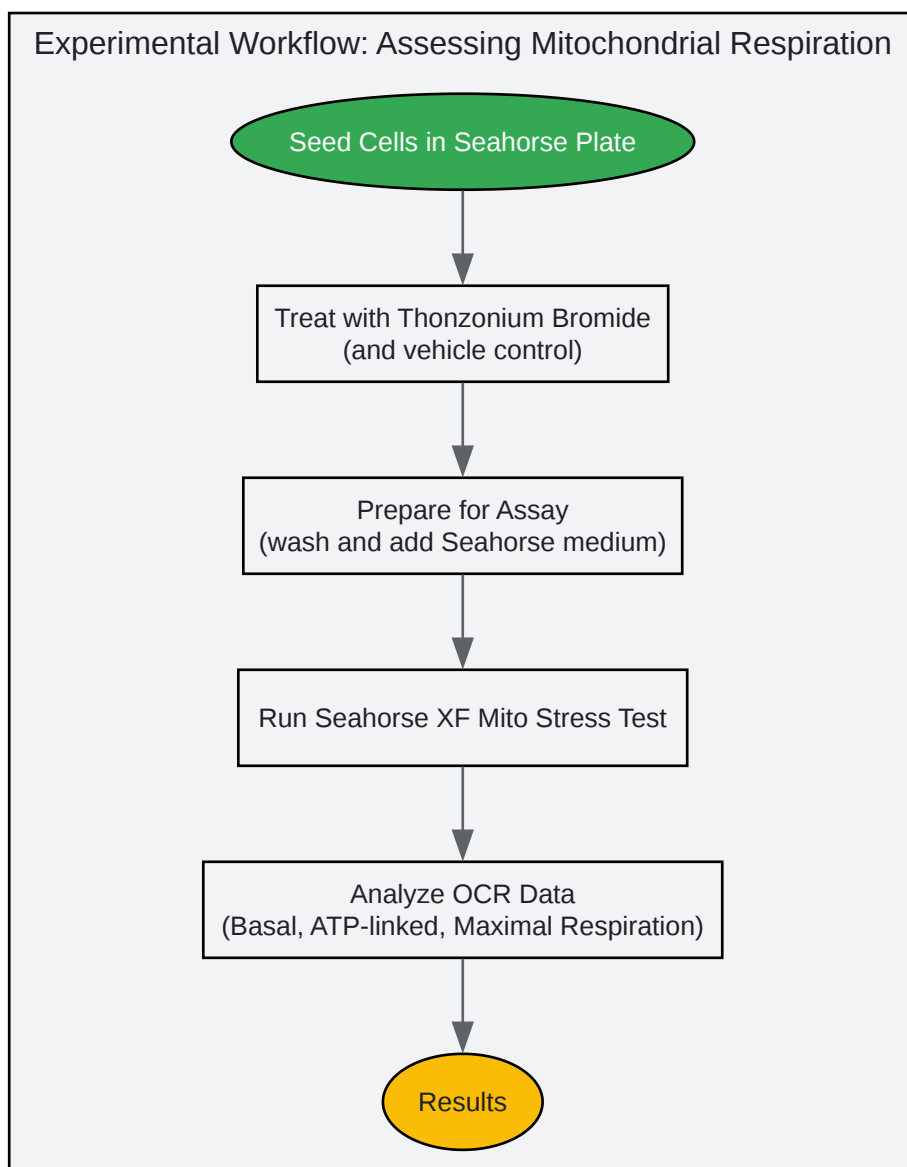 Experimental Workflow: Assessing Mitochondrial Respiration
Seed Cells in Seahorse Plate
Treat with Thonzonium Bromide
(and vehicle control)
Prepare for Assay
(wash and add Seahorse medium)
Run Seahorse XF Mito Stress Test
Analyze OCR Data
(Basal, ATP-linked, Maximal Respiration)
Results